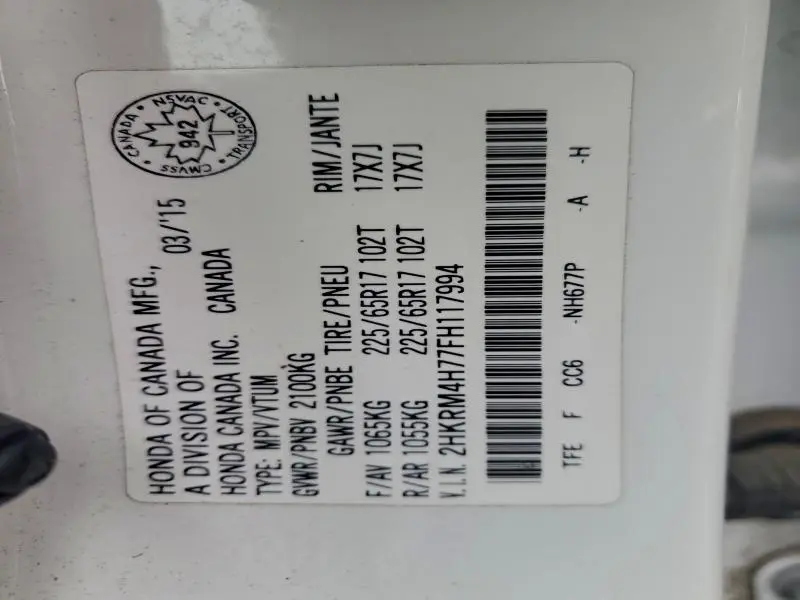 HONDA OF CANADA MFG., 03/'15
A DIVISION OF
HONDA CANADA INC. CANADA
TYPE: MPV/VTUM
GVWR/PNBV 2100KG
GAWR/PNBE TIRE/PNEU RIM/JANTE
F/AV 1065KG 225/65R17 102T 17X7J
R/AR 1055KG 225/65R17 102T 17X7J
V.I.N. 2HKRM4H77FH117994
TFE F CC6 -NH677P -A -H
CANADA · NSVAC · TRANSPORT · CMVSS
942